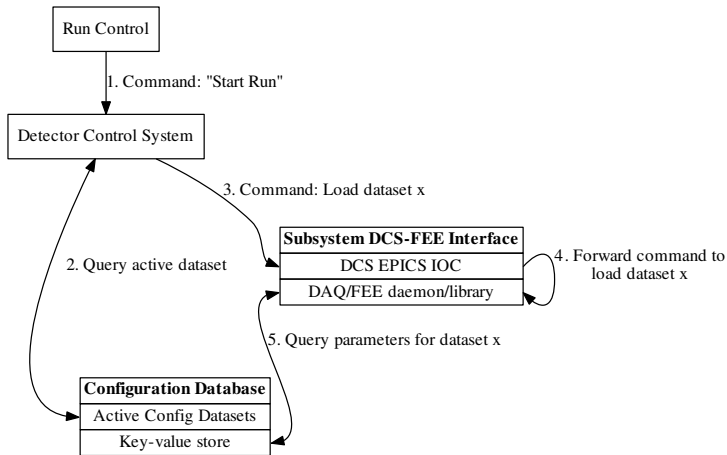 Run Control
1. Command: "Start Run"
Detector Control System
3. Command: Load dataset x
Subsystem DCS-FEE Interface
DCS EPICS IOC
DAQ/FEE daemon/library
4. Forward command to
load dataset x
2. Query active dataset
5. Query parameters for dataset x
Configuration Database
Active Config Datasets
Key-value store